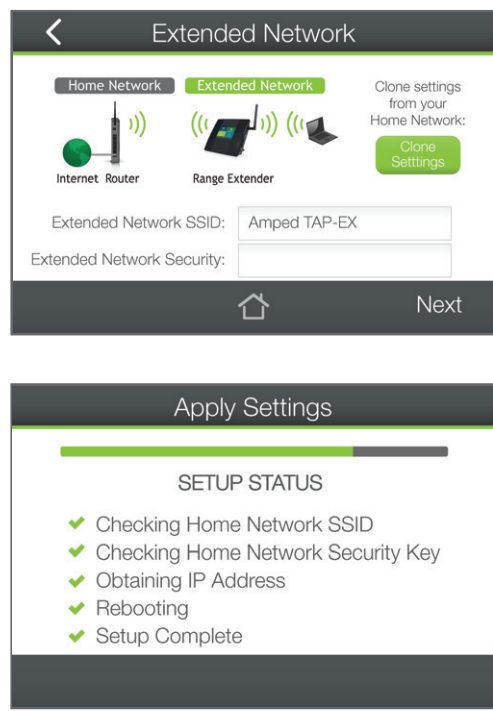 Extended Network
Home Network
Extended Network
Clone settings
from your
Home Network:
Clone
Setttings
Internet Router
Range Extender
Extended Network SSID: Amped TAP-EX
Extended Network Security:
Next
Apply Settings
SETUP STATUS
Checking Home Network SSID
Checking Home Network Security Key
Obtaining IP Address
Rebooting
Setup Complete